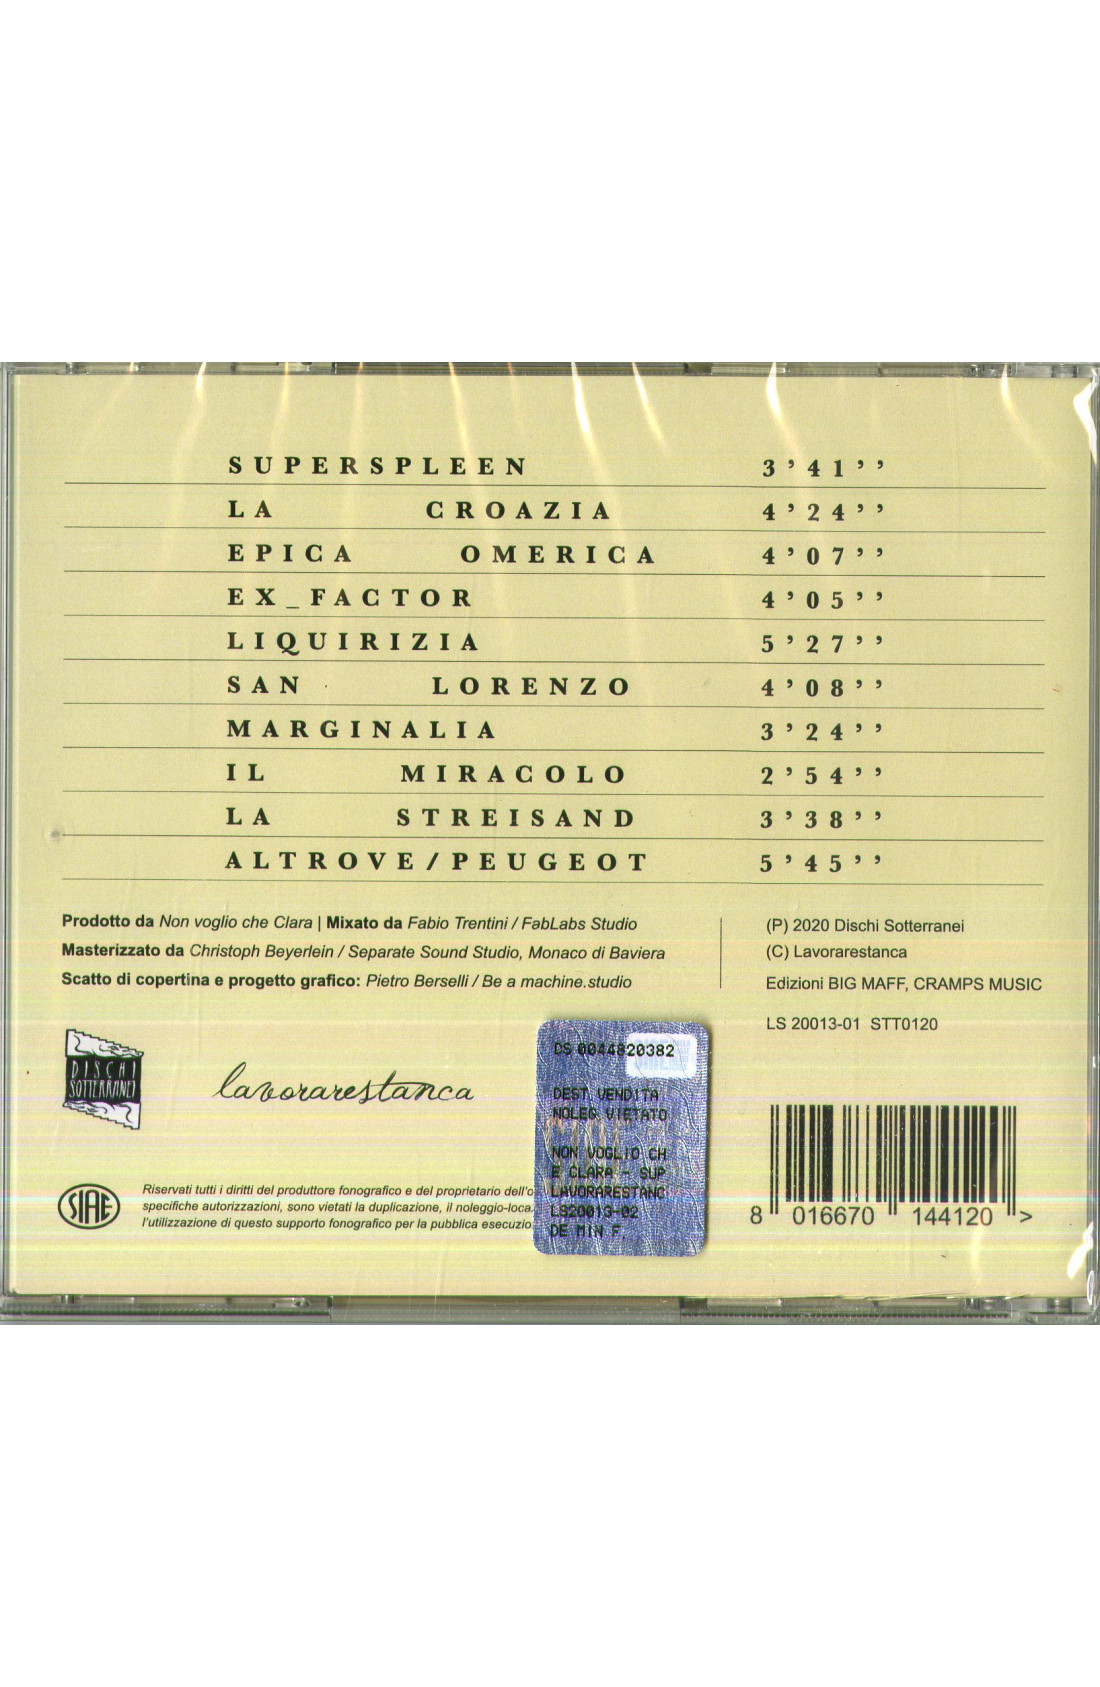 SUPERSPLEEN 3’41’’
LA CROAZIA 4’24’’
EPICA OMERICA 4’07’’
EX_FACTOR 4’05’’
LIQUIRIZIA 5’27’’
SAN LORENZO 4’08’’
MARGINALIA 3’24’’
IL MIRACOLO 2’54’’
LA STREISAND 3’38’’
ALTROVE/PEUGEOT 5’45’’
Prodotto da Non voglio che Clara | Mixato da Fabio Trentini / FabLabs Studio
Masterizzato da Christoph Beyerlein / Separate Sound Studio, Monaco di Baviera
Scatto di copertina e progetto grafico: Pietro Berselli / Be a machine.studio
(P) 2020 Dischi Sotterranei
(C) Lavorarestanca
Edizioni BIG MAFF, CRAMPS MUSIC
LS 20013-01 STT0120
DISCHI
SOTTERRANEI
lavorarestanca
DS 0044820382
DEST VENDITA
NOLEG VIETATO
NON VOGLIO CH
E CLARA - SUP
LAVORARESTANC
LS20013-02
DE MIN F.
SIAE
Riservati tutti i diritti del produttore fonografico e del proprietario dell'o
specifiche autorizzazioni, sono vietati la duplicazione, il noleggio-loca
l'utilizzazione di questo supporto fonografico per la pubblica esecuzio
8 016670 144120 >